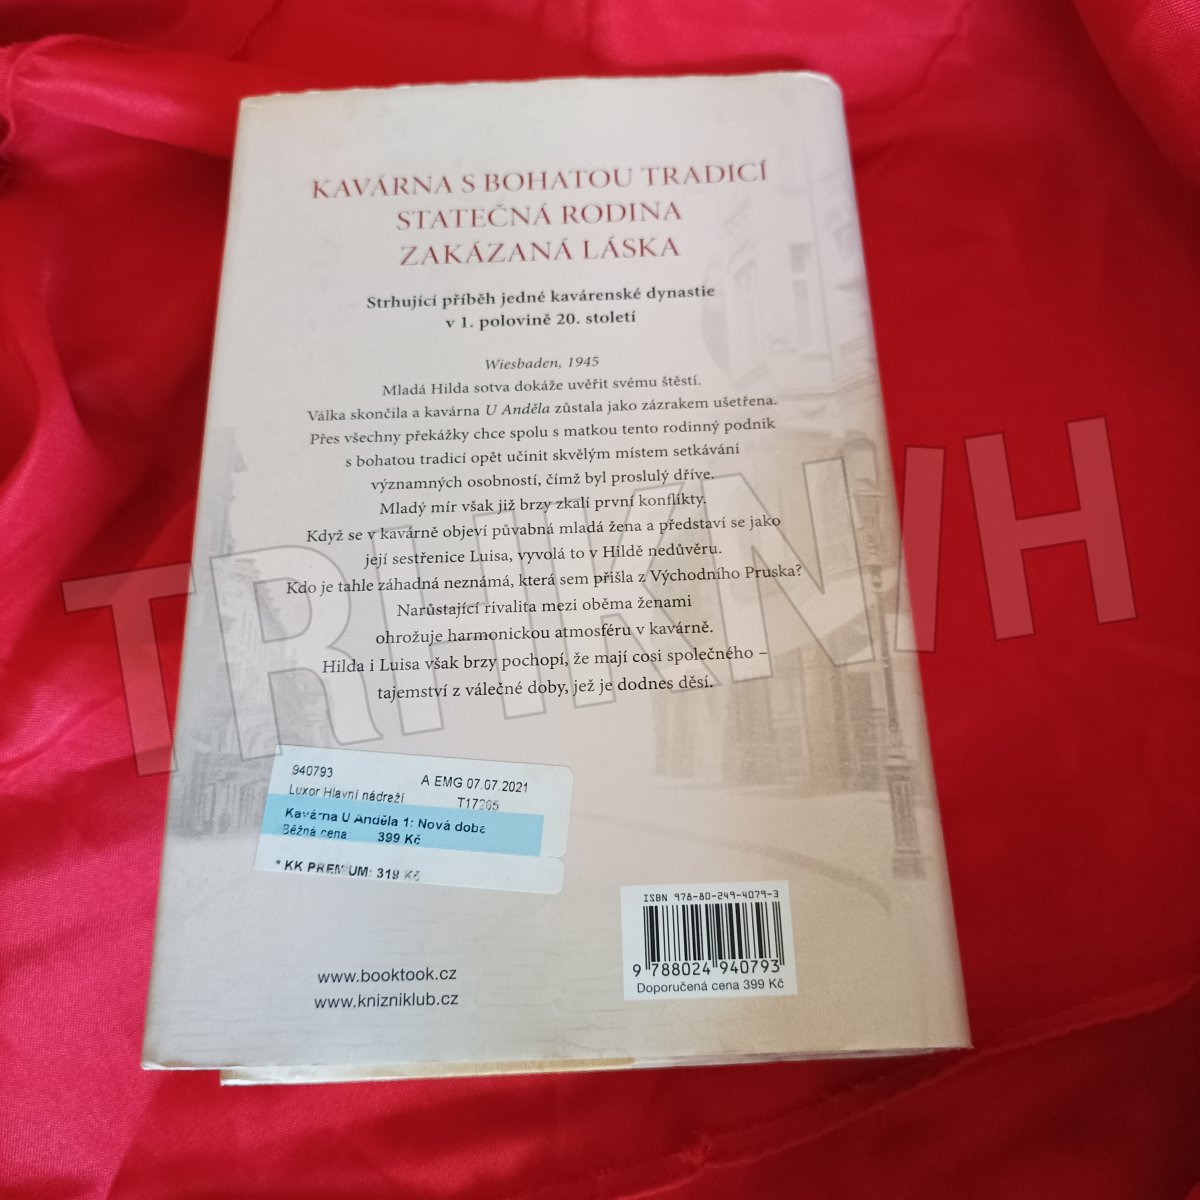 KAVÁRNA S BOHATOU TRADICÍ
STATEČNÁ RODINA
ZAKÁZANÁ LÁSKA
Strhující příběh jedné kavárenské dynastie
v 1. polovině 20. století
Wiesbaden, 1945
Mladá Hilda sotva dokáže uvěřit svému štěstí.
Válka skončila a kavárna U Anděla zůstala jako zázrakem ušetřena.
Přes všechny překážky chce spolu s matkou tento rodinný podnik
s bohatou tradicí opět učinit skvělým místem setkávání
významných osobností, čímž byl proslulý dříve.
Mladý mír však již brzy zkalí první konflikty.
Když se v kavárně objeví půvabná mladá žena a představí se jako
její sestřenice Luisa, vyvolá to v Hildě nedůvěru.
Kdo je tahle záhadná neznámá, která sem přišla z Východního Pruska?
Narůstající rivalita mezi oběma ženami
ohrožuje harmonickou atmosféru v kavárně.
Hilda i Luisa však brzy pochopí, že mají cosi společného –
tajemství z válečné doby, jež je dodnes děsí.
TRHKNI/H
940793 A EMG 07.07.2021
Luxor Hlavní nádreží T17265
Kavárna U Anděla 1: Nová doba
Běžná cena 399 Kč
* KK PREMIUM: 319 Kč
ISBN 978-80-249-4079-3
9 788024 940793
Doporučená cena 399 Kč
www.booktook.cz
www.knizniklub.cz